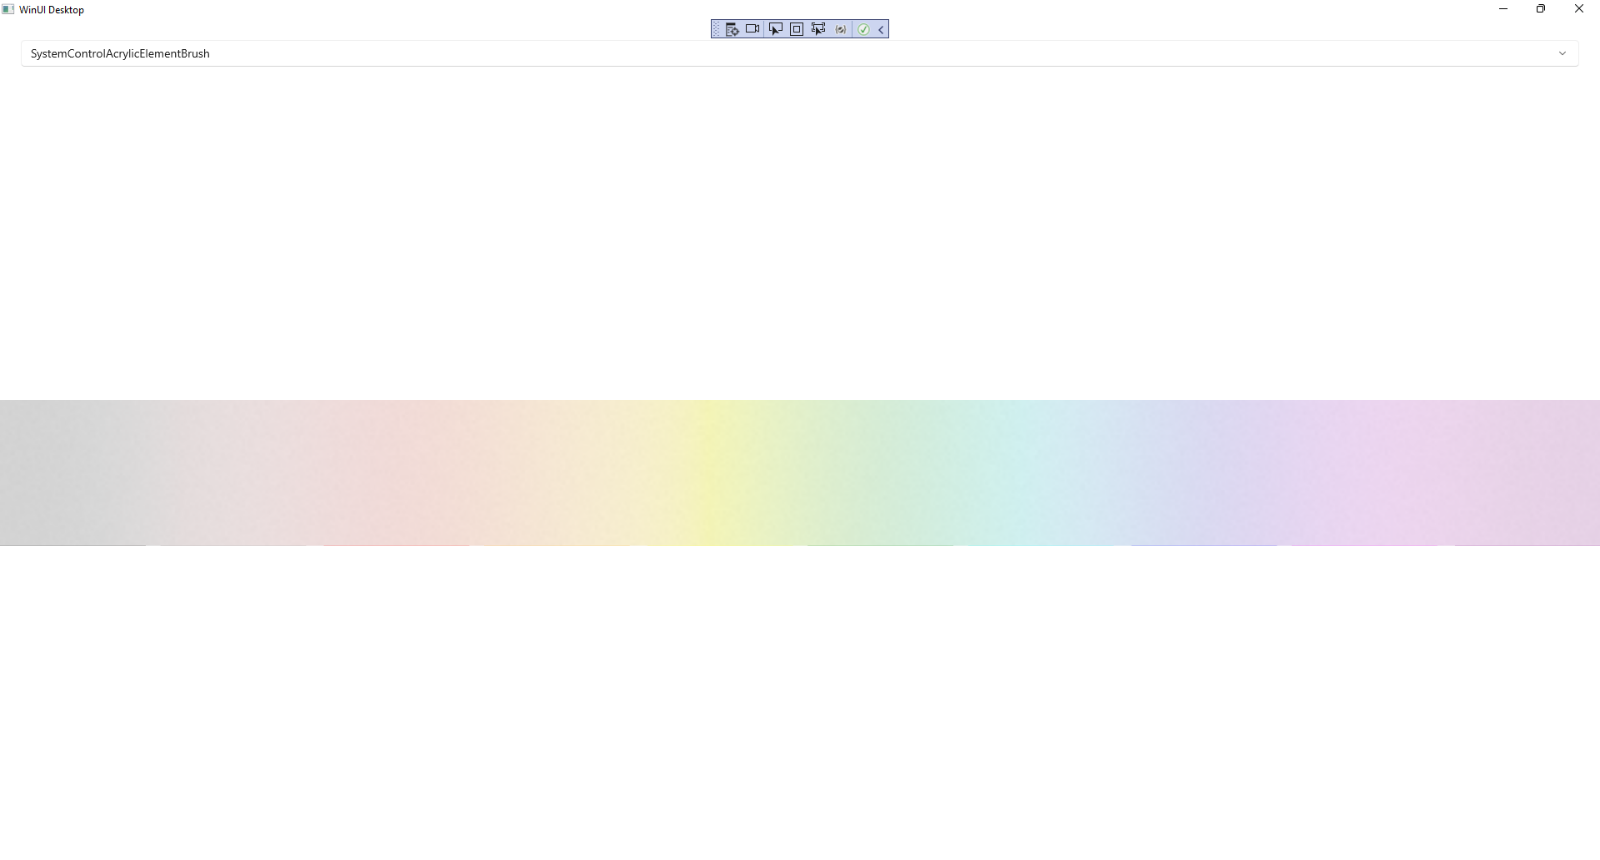 WinUI Desktop
SystemControlAcrylicElementBrush